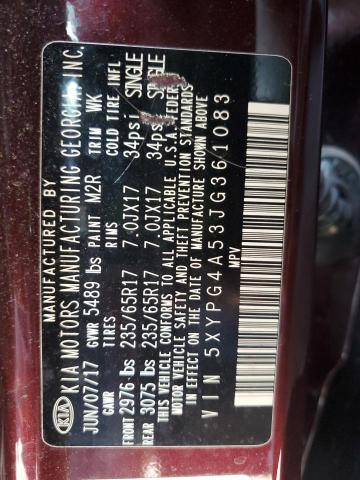 MANUFACTURED BY
KIA KIA MOTORS MANUFACTURING GEORGIA, INC.
JUN/07/17 GVWR 5489 lbs PAINT M2R TRIM WK
GAWR TIRES RIMS COLD TIRE INFL
FRONT 2976 lbs 235/65R17 7.0JX17 34psi SINGLE
REAR 3075 lbs 235/65R17 7.0JX17 34psi SINGLE
THIS VEHICLE CONFORMS TO ALL APPLICABLE U.S.A. FEDERAL
MOTOR VEHICLE SAFETY AND THEFT PREVENTION STANDARDS
IN EFFECT ON THE DATE OF MANUFACTURE SHOWN ABOVE
VIN 5XYPG4A53JG361083
MPV